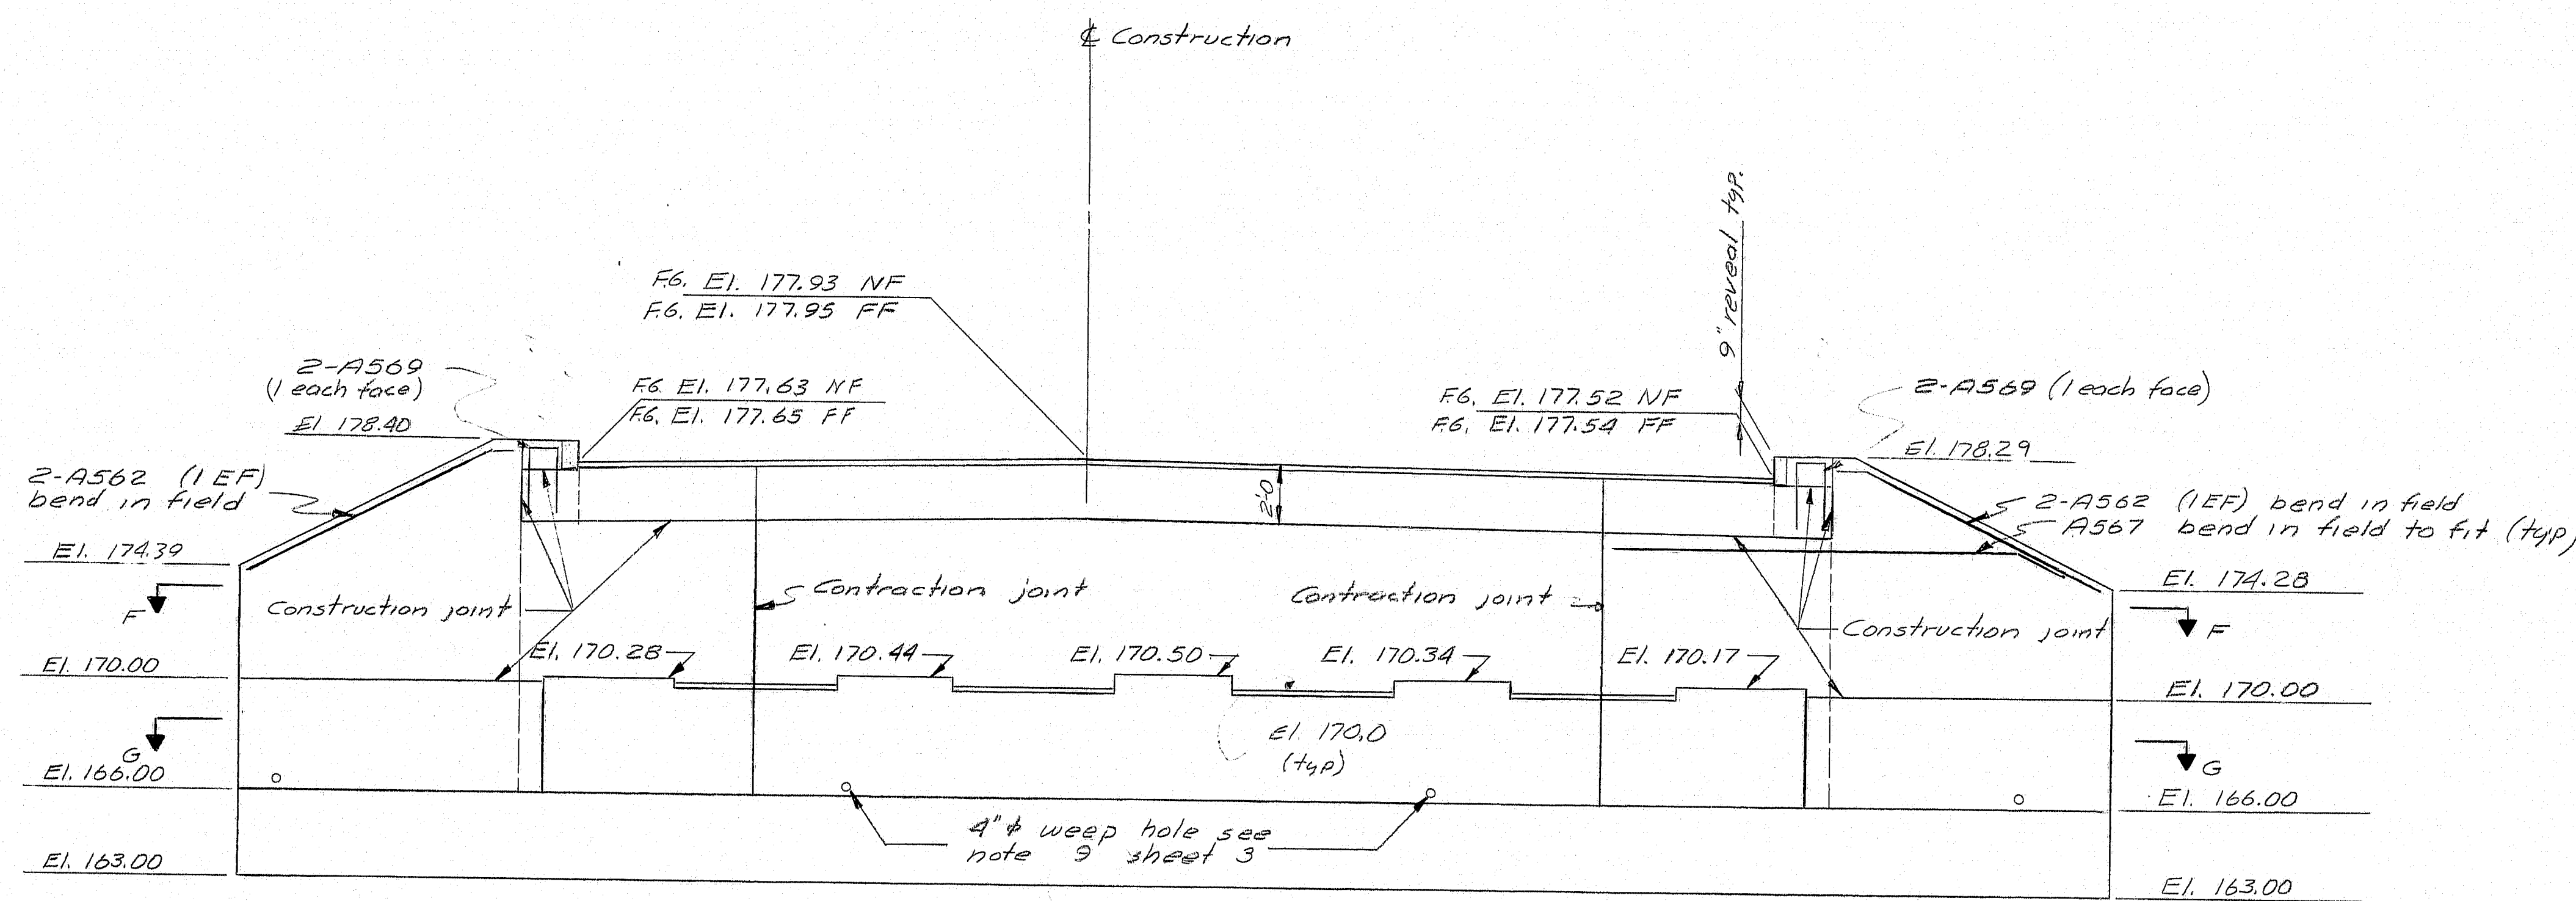 ℄ Construction
9" reveal typ.
F.G. El. 177.93 NF
F.G. El. 177.95 FF
2-A569
(1 each face)
El 178.40
F.G. El. 177.63 NF
F.G. El. 177.65 FF
F.G. El. 177.52 NF
F.G. El. 177.54 FF
2-A569 (1 each face)
El. 178.29
2-A562 (1 EF)
bend in field
2'-0
2-A562 (1EF) bend in field
A567 bend in field to fit (typ)
El. 174.39
El. 174.28
F
Construction joint
Contraction joint
Contraction joint
Construction joint
F
El. 170.00
El. 170.28
El. 170.44
El. 170.50
El. 170.34
El. 170.17
El. 170.00
El. 170.0
(typ)
G
El. 166.00
G
El. 166.00
4"ϕ weep hole see
note 9 sheet 3
El. 163.00
El. 163.00